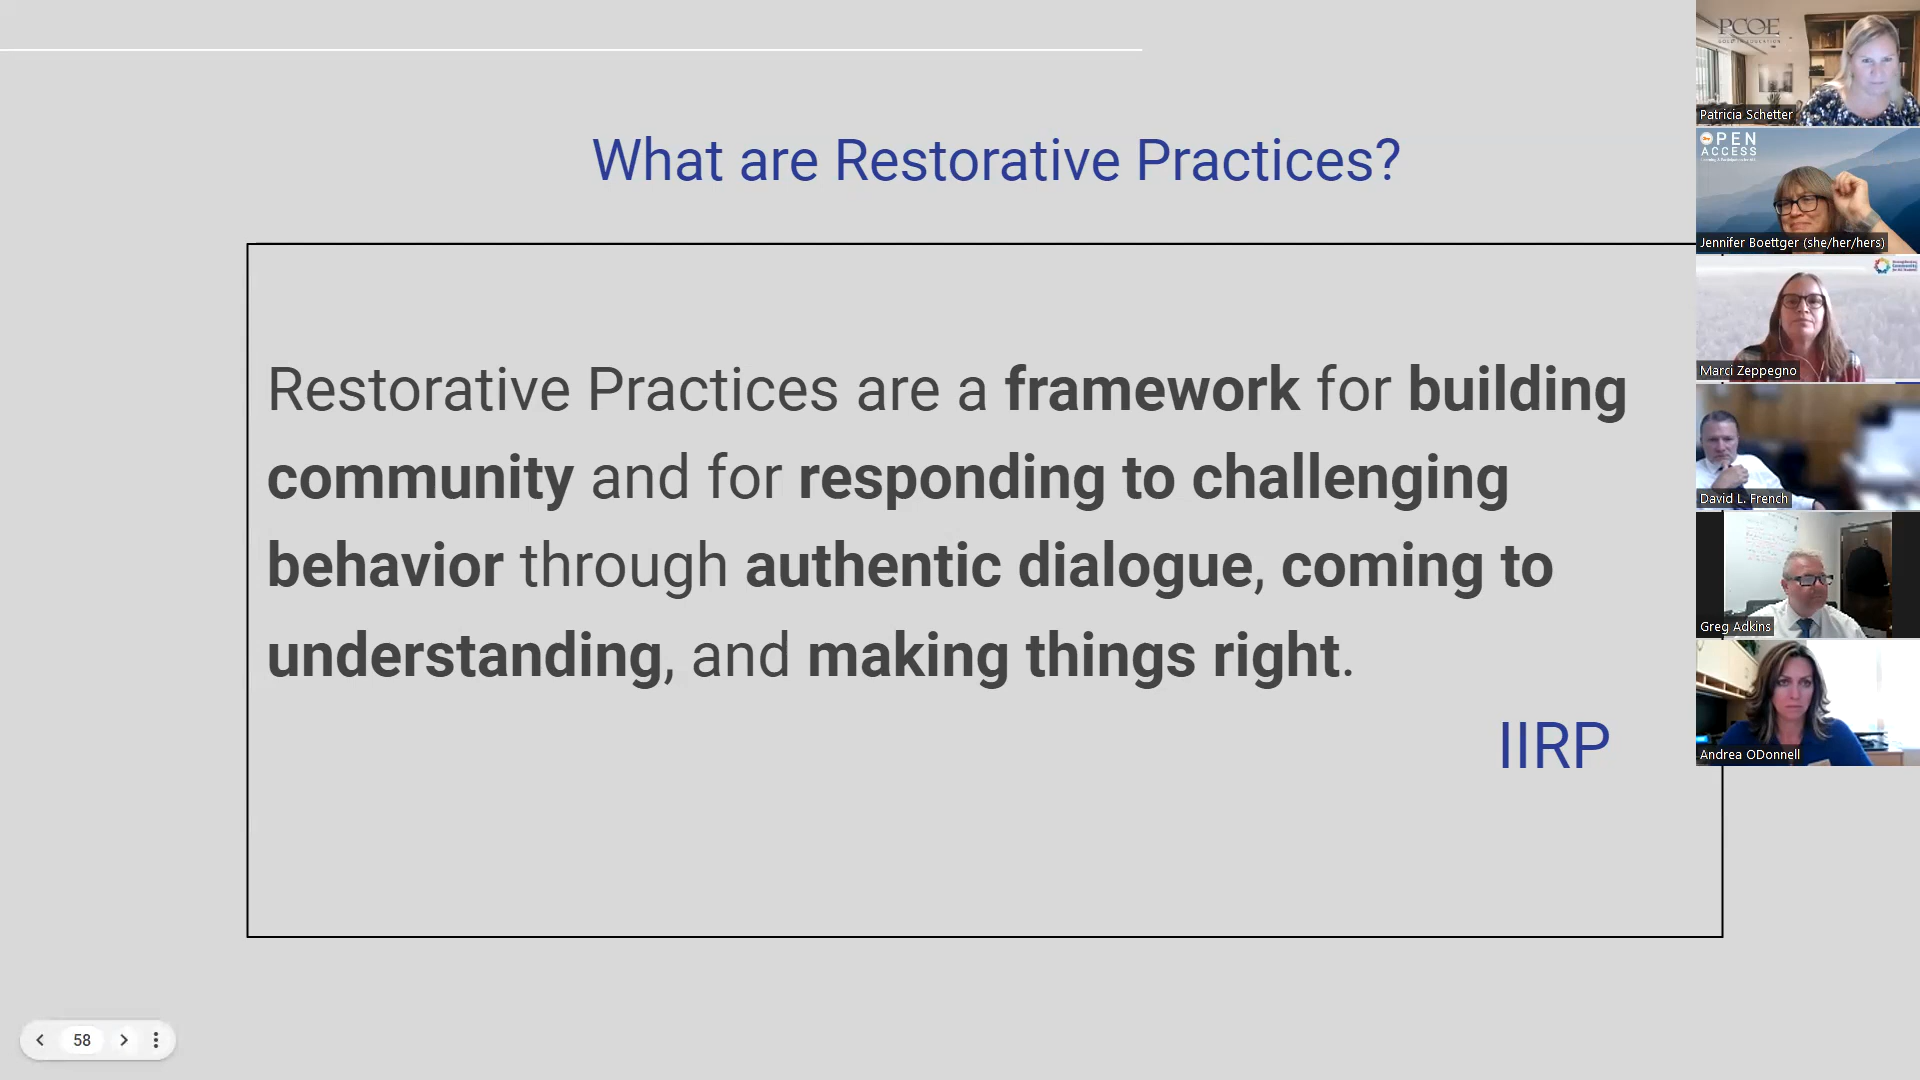 What are Restorative Practices?
Restorative Practices are a framework for building
community and for responding to challenging
behavior through authentic dialogue, coming to
understanding, and making things right.
IIRP
58
PCOE
Patricia Schetter
OPEN
ACCESS
Jennifer Boettger (she/her/hers)
Marci Zeppegno
David L. French
Greg Adkins
Andrea ODonnell